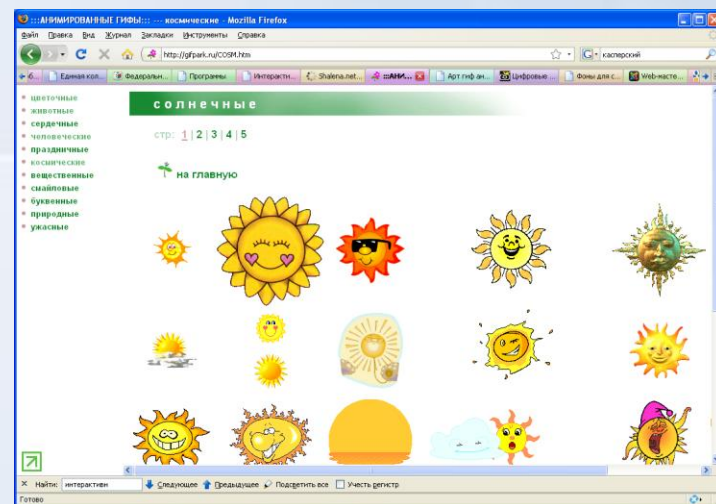 :::АНИМИРОВАННЫЕ ГИФЫ::: --- космические - Mozilla Firefox
Файл Правка Вид Журнал Закладки Инструменты Справка
http://gifpark.ru/COSM.htm
касперский
б... Единая кол... Федеральн... Программы Интеракти... Shalena.net... :::АНИ... Арт гиф ан... Цифровые ... Фоны для с... Web-масте...
цветочные
животные
сердечные
человеческие
праздничные
космические
вещественные
смайловые
буквенные
природные
ужасные
солнечные
стр: 1 | 2 | 3 | 4 | 5
на главную
Найти: интерактивн Следующее Предыдущее Подсветить все Учесть регистр
Готово